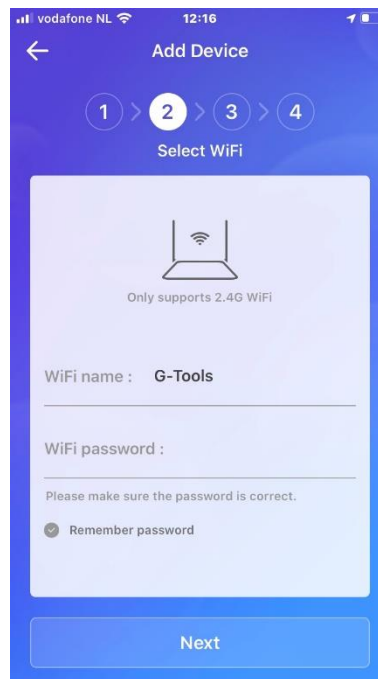 vodafone NL 12:16
Add Device
1 > 2 > 3 > 4
Select WiFi
Only supports 2.4G WiFi
WiFi name : G-Tools
WiFi password :
Please make sure the password is correct.
Remember password
Next